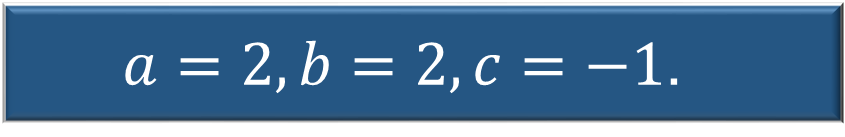 a = 2, b = 2, c = −1.